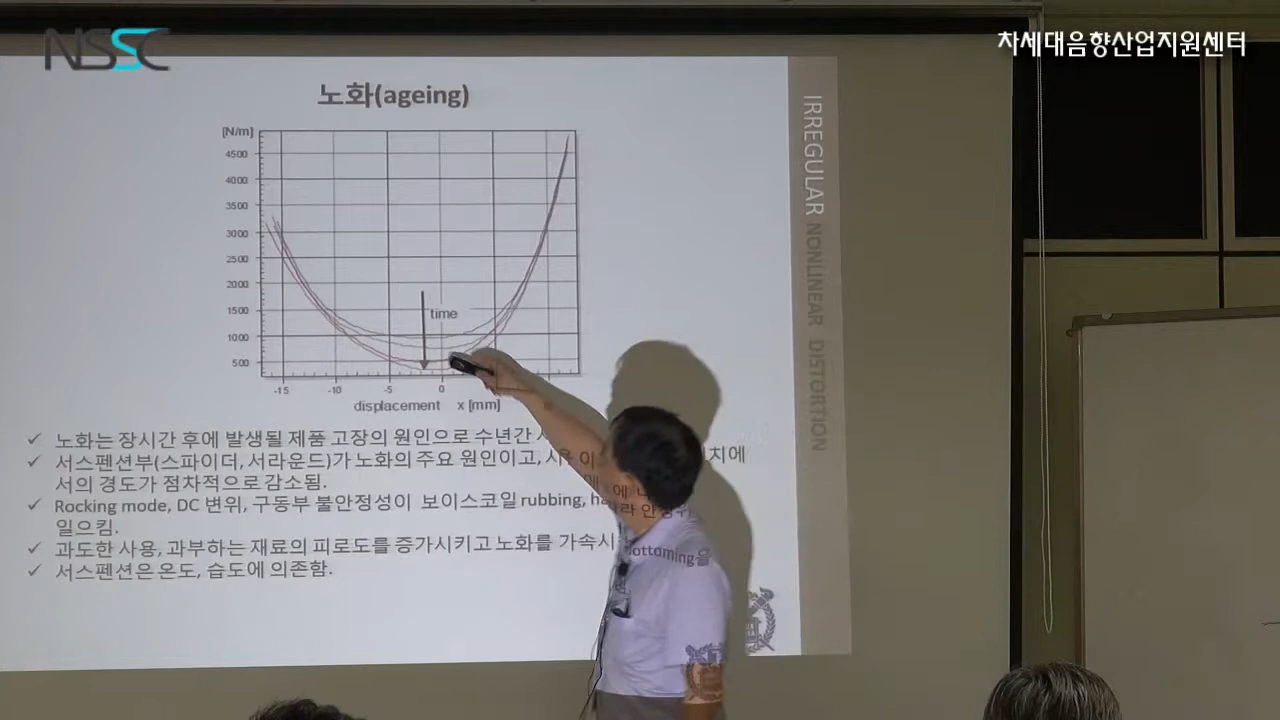 NSSC
차세대음향산업지원센터
노화(ageing)
[N/m]
4500
4000
3500
3000
2500
2000
1500
1000
500
time
-15
-10
-5
0
displacement x [mm]
✓ 노화는 장시간 후에 발생될 제품 고장의 원인으로 수년간
✓ 서스펜션부(스파이더, 서라운드)가 노화의 주요 원인이고,
치에
서의 경도가 점차적으로 감소됨.
✓ Rocking mode, DC 변위, 구동부 불안정성이 보이스코일 rubbing,
bottoming을
일으킴.
✓ 과도한 사용, 과부하는 재료의 피로도를 증가시키고 노화를
✓ 서스펜션은 온도, 습도에 의존함.
IRREGULAR NONLINEAR DISTORTION